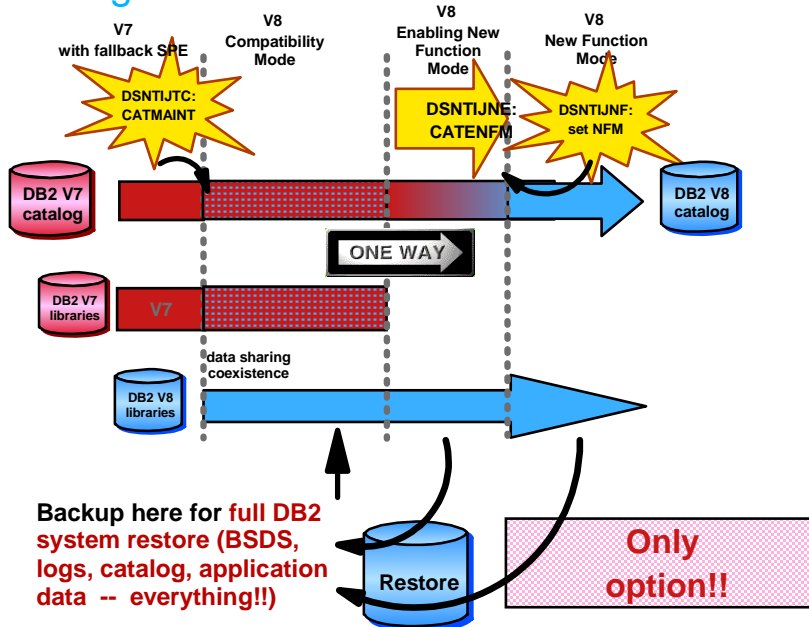 V7
with fallback SPE
V8
Compatibility
Mode
V8
Enabling New
Function
Mode
V8
New Function
Mode
DSNTIJTC:
CATMAINT
DSNTIJNE:
CATENFM
DSNTIJNF:
set NFM
DB2 V7
catalog
DB2 V8
catalog
ONE WAY
DB2 V7
libraries
V7
data sharing
coexistence
DB2 V8
libraries
Backup here for full DB2
system restore (BSDS,
logs, catalog, application
data -- everything!!)
Restore
Only
option!!